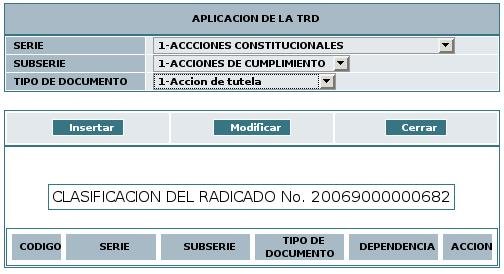 APLICACION DE LA TRD
SERIE 1-ACCCIONES CONSTITUCIONALES
SUBSERIE 1-ACCIONES DE CUMPLIMIENTO
TIPO DE DOCUMENTO 1-Accion de tutela
Insertar Modificar Cerrar
CLASIFICACION DEL RADICADO No. 20069000000682
CODIGO SERIE SUBSERIE TIPO DE DOCUMENTO DEPENDENCIA ACCION